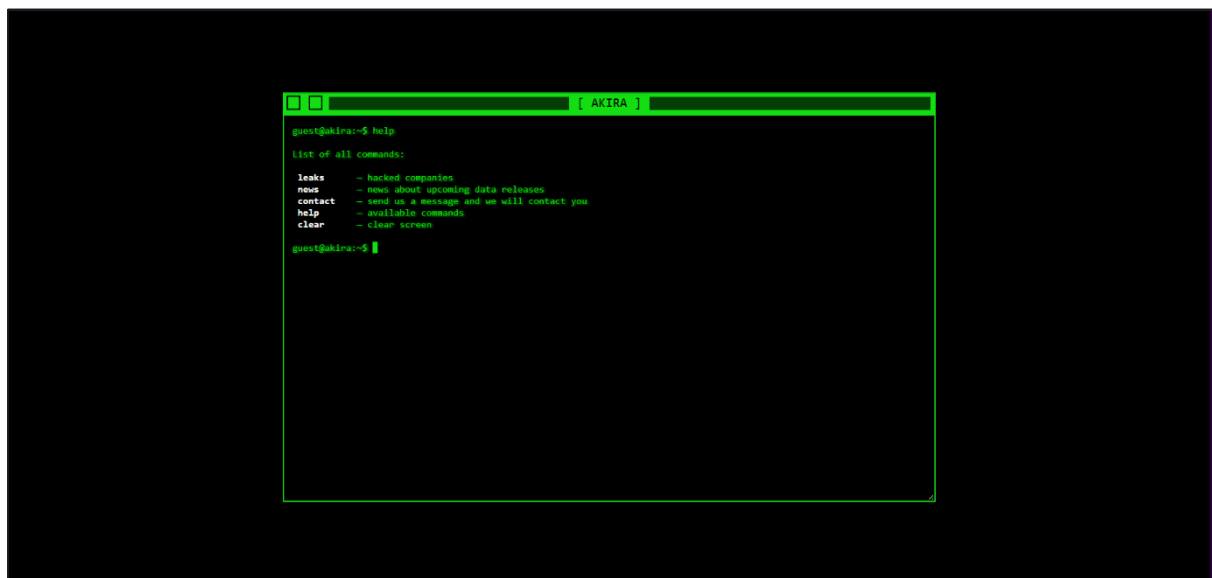 [ AKIRA ]
guest@akira:~$ help
List of all commands:
leaks – hacked companies
news – news about upcoming data releases
contact – send us a message and we will contact you
help – available commands
clear – clear screen
guest@akira:~$